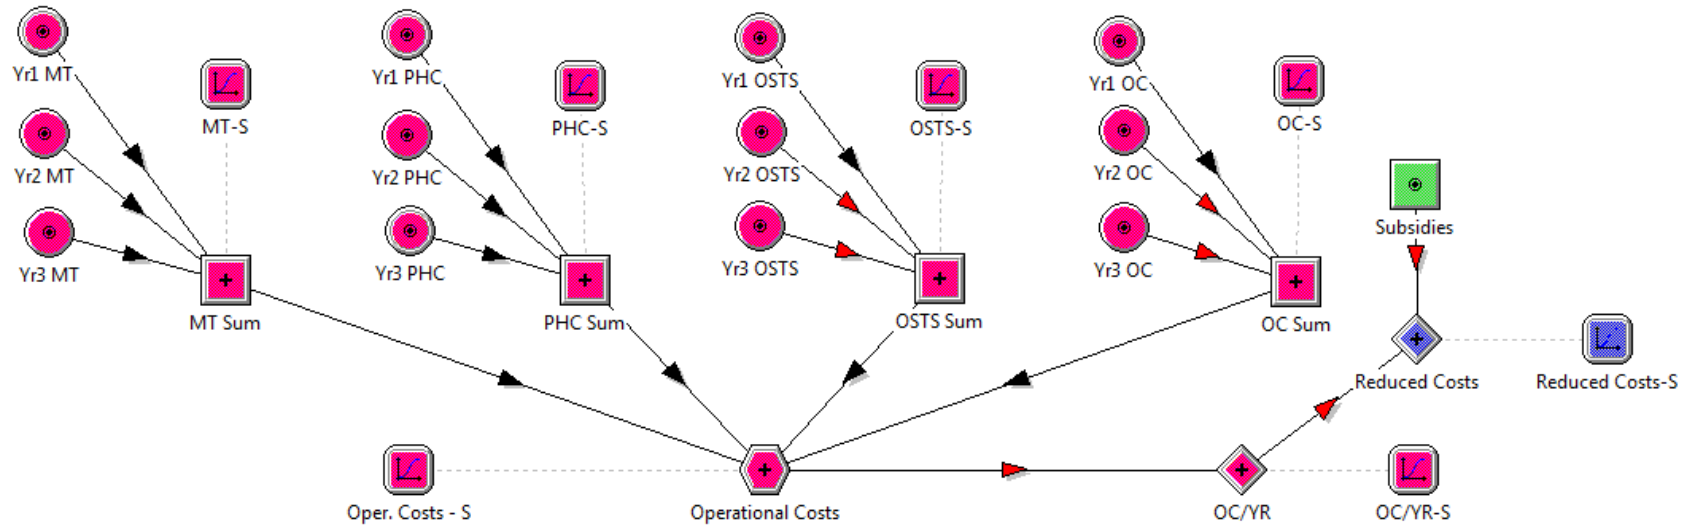 Yr1 MT
Yr2 MT
Yr3 MT
MT-S
MT Sum
Yr1 PHC
Yr2 PHC
Yr3 PHC
PHC-S
PHC Sum
Yr1 OSTS
Yr2 OSTS
Yr3 OSTS
OSTS-S
OSTS Sum
Yr1 OC
Yr2 OC
Yr3 OC
OC-S
OC Sum
Subsidies
Reduced Costs
Reduced Costs-S
Oper. Costs - S
Operational Costs
OC/YR
OC/YR-S